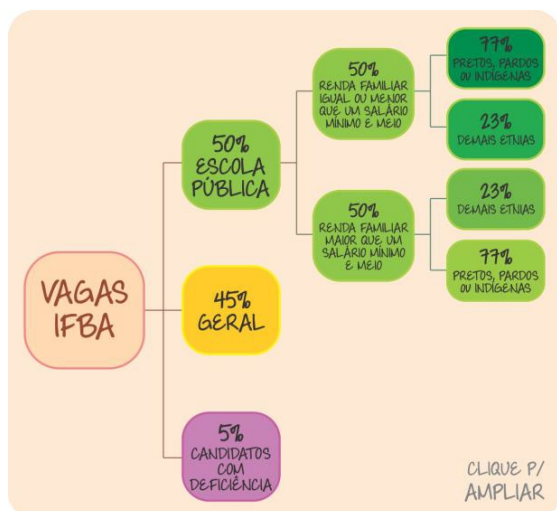 VAGAS
IFBA
50%
ESCOLA
PÚBLICA
50%
RENDA FAMILIAR
IGUAL OU MENOR
QUE UM SALÁRIO
MÍNIMO E MEIO
77%
PRETOS, PARDOS
OU INDÍGENAS
23%
DEMAIS ETNIAS
50%
RENDA FAMILIAR
MAIOR QUE UM
SALÁRIO MÍNIMO
E MEIO
23%
DEMAIS ETNIAS
77%
PRETOS, PARDOS
OU INDÍGENAS
45%
GERAL
5%
CANDIDATOS
COM
DEFICIÊNCIA
CLIQUE P/
AMPLIAR